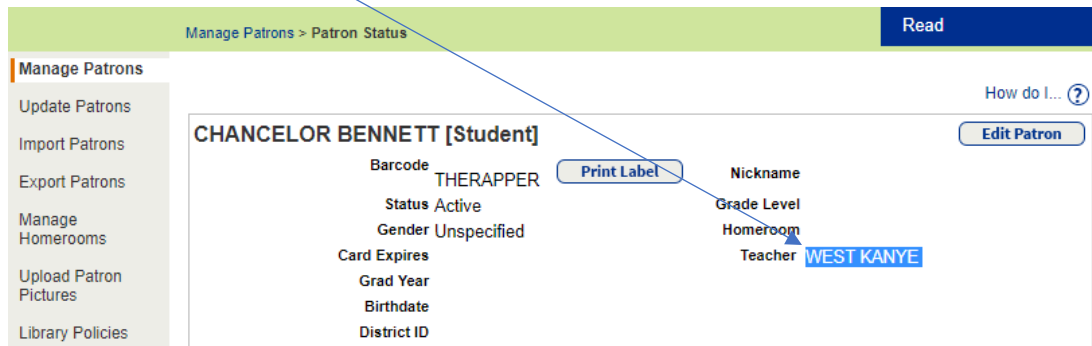 Manage Patrons > Patron Status
Read
Manage Patrons
Update Patrons
Import Patrons
Export Patrons
Manage
Homerooms
Upload Patron
Pictures
Library Policies
How do I... ?
CHANCELOR BENNETT [Student]
Edit Patron
Barcode THERAPPER Print Label Nickname
Status Active Grade Level
Gender Unspecified Homeroom
Card Expires Teacher WEST KANYE
Grad Year
Birthdate
District ID